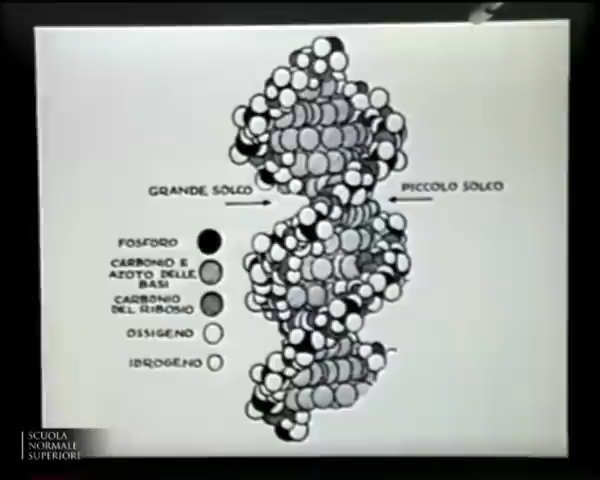 GRANDE SOLCO
PICCOLO SOLCO
FOSFORO
CARBONIO E
AZOTO DELLE
BASI
CARBONIO
DEL RIBOSIO
OSSIGENO
IDROGENO
SCUOLA
NORMALE
SUPERIORE